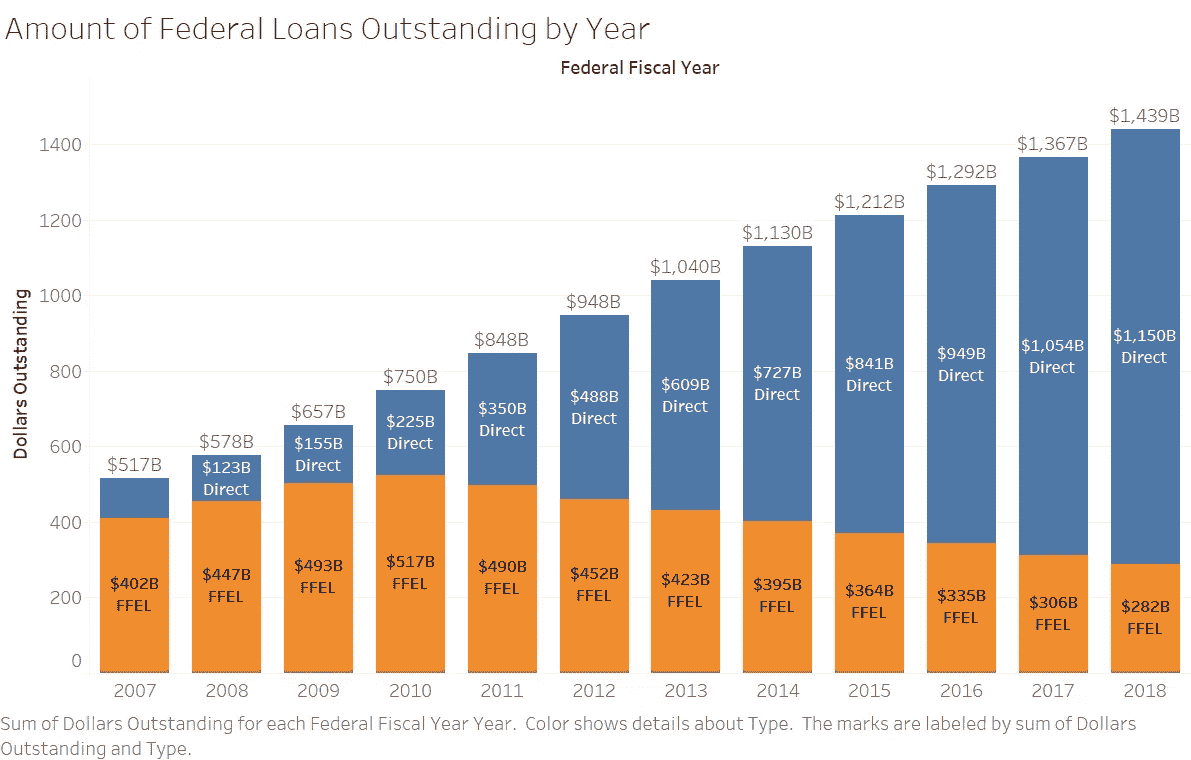 Amount of Federal Loans Outstanding by Year
Federal Fiscal Year
Dollars Outstanding
1400
1200
1000
800
600
400
200
0
$517B
$402B
FFEL
$578B
$123B
Direct
$447B
FFEL
$657B
$155B
Direct
$493B
FFEL
$750B
$225B
Direct
$517B
FFEL
$848B
$350B
Direct
$490B
FFEL
$948B
$488B
Direct
$452B
FFEL
$1,040B
$609B
Direct
$423B
FFEL
$1,130B
$727B
Direct
$395B
FFEL
$1,212B
$841B
Direct
$364B
FFEL
$1,292B
$949B
Direct
$335B
FFEL
$1,367B
$1,054B
Direct
$306B
FFEL
$1,439B
$1,150B
Direct
$282B
FFEL
2007 2008 2009 2010 2011 2012 2013 2014 2015 2016 2017 2018
Sum of Dollars Outstanding for each Federal Fiscal Year Year.  Color shows details about Type.  The marks are labeled by sum of Dollars
Outstanding and Type.